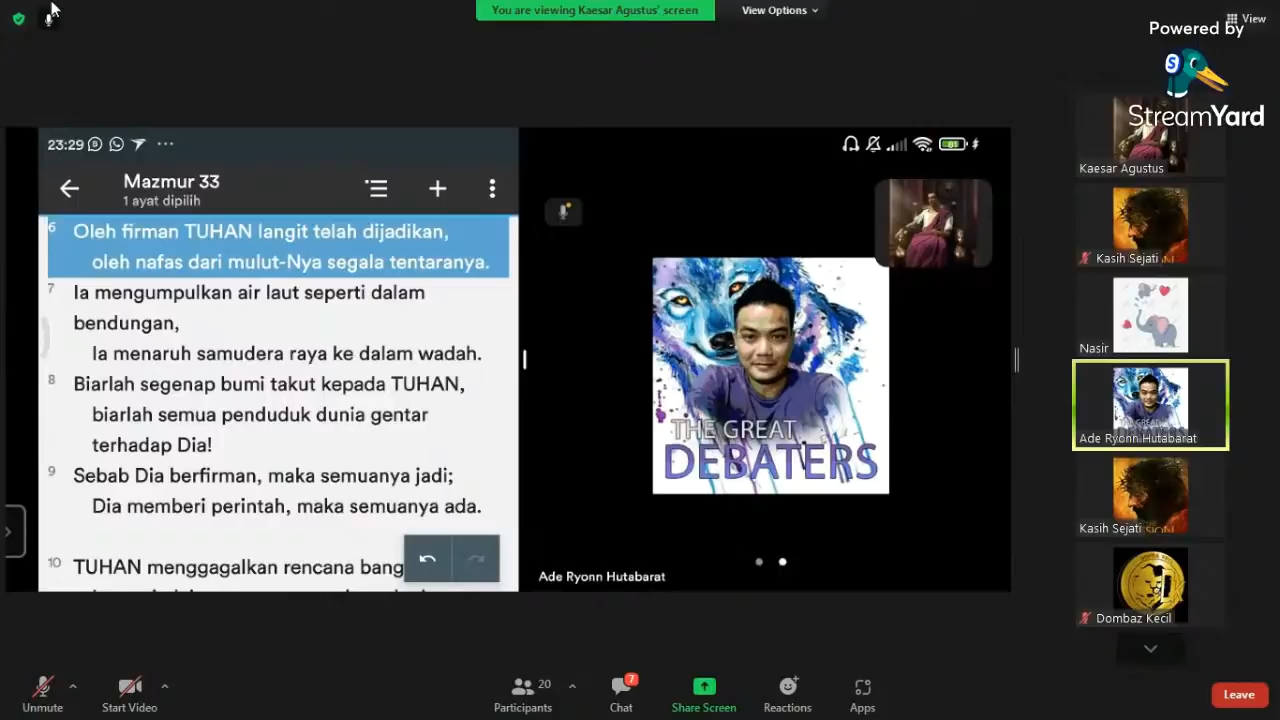 You are viewing Kaesar Agustus' screen
View Options
View
Powered by
StreamYard
23:29
Mazmur 33
1 ayat dipilih
6 Oleh firman TUHAN langit telah dijadikan,
oleh nafas dari mulut-Nya segala tentaranya.
7 Ia mengumpulkan air laut seperti dalam
bendungan,
Ia menaruh samudera raya ke dalam wadah.
8 Biarlah segenap bumi takut kepada TUHAN,
biarlah semua penduduk dunia gentar
terhadap Dia!
9 Sebab Dia berfirman, maka semuanya jadi;
Dia memberi perintah, maka semuanya ada.
10 TUHAN menggagalkan rencana bang
81
THE GREAT
DEBATERS
Ade Ryonn Hutabarat
Kaesar Agustus
Kasih Sejati
Nasir
THE GREAT
Ade Ryonn Hutabarat
Kasih Sejati
Dombaz Kecil
Unmute
Start Video
Participants
20
Chat
7
Share Screen
Reactions
Apps
Leave